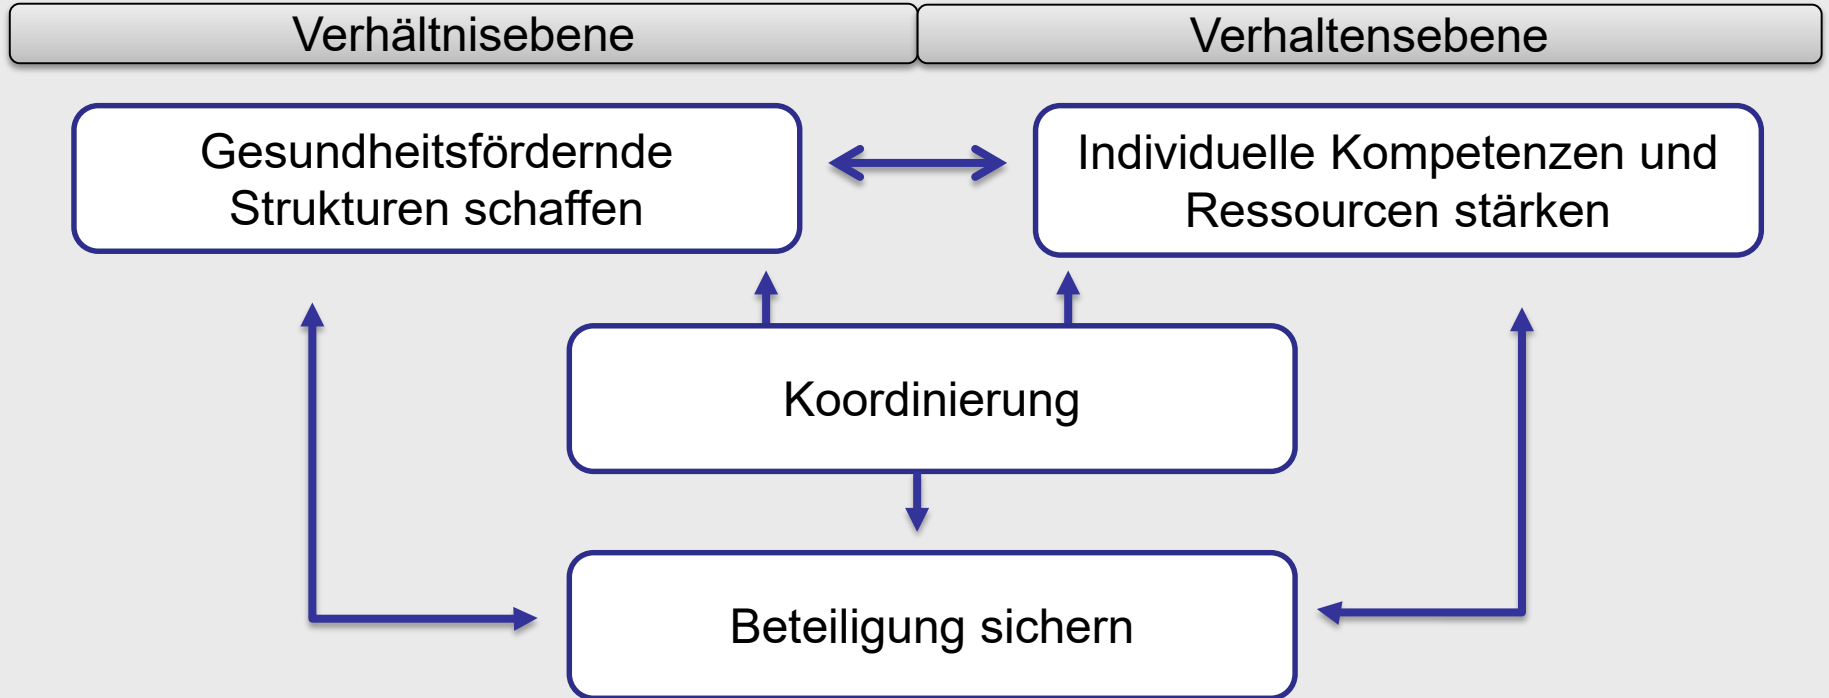 Verhältnisebene
Verhaltensebene
Gesundheitsfördernde
Strukturen schaffen
Individuelle Kompetenzen und
Ressourcen stärken
Koordinierung
Beteiligung sichern